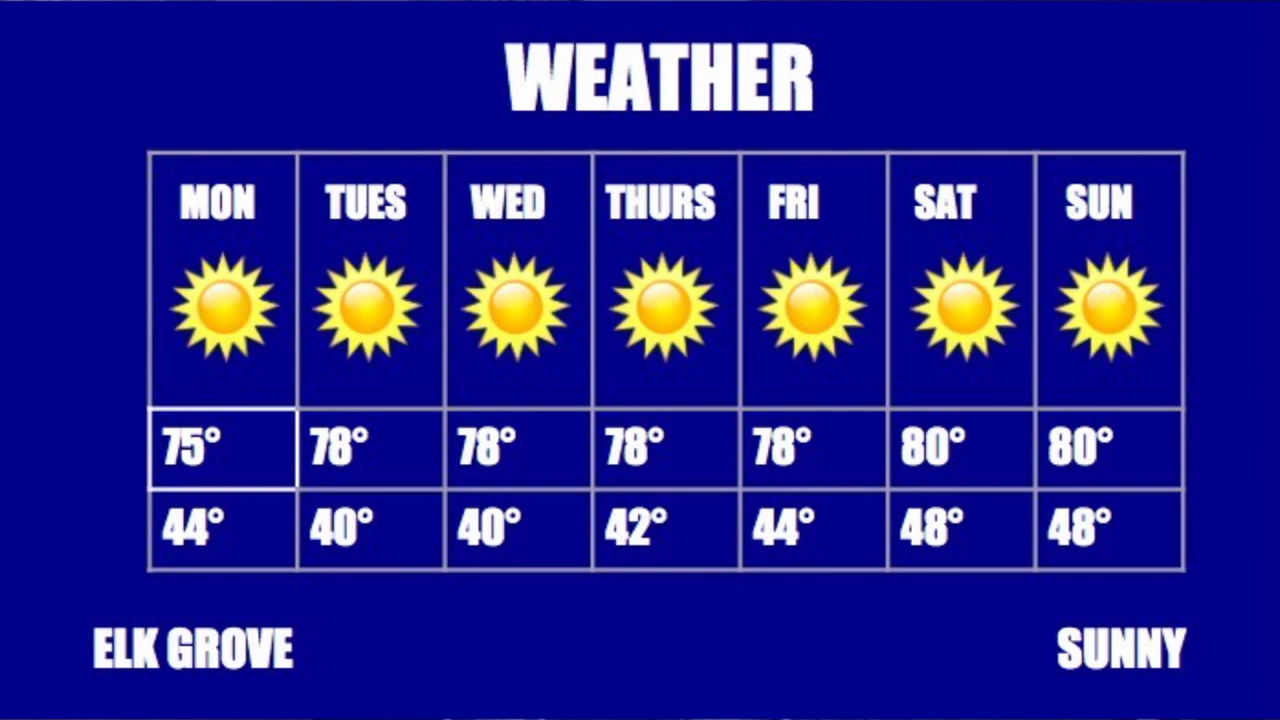 WEATHER
MON TUES WED THURS FRI SAT SUN
75° 78° 78° 78° 78° 80° 80°
44° 40° 40° 42° 44° 48° 48°
ELK GROVE SUNNY